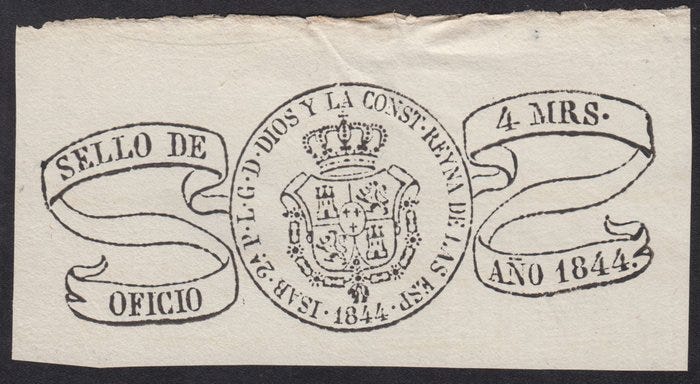 SELLO DE
OFICIO
ISAB. 2ª P. L. G. D. DIOS Y LA CONST. REYNA DE LAS ESP.
· 1844 ·
4 MRS.
AÑO 1844.